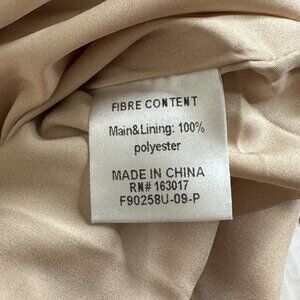 FIBRE CONTENT
Main&Lining: 100%
polyester
MADE IN CHINA
RN# 163017
F90258U-09-P